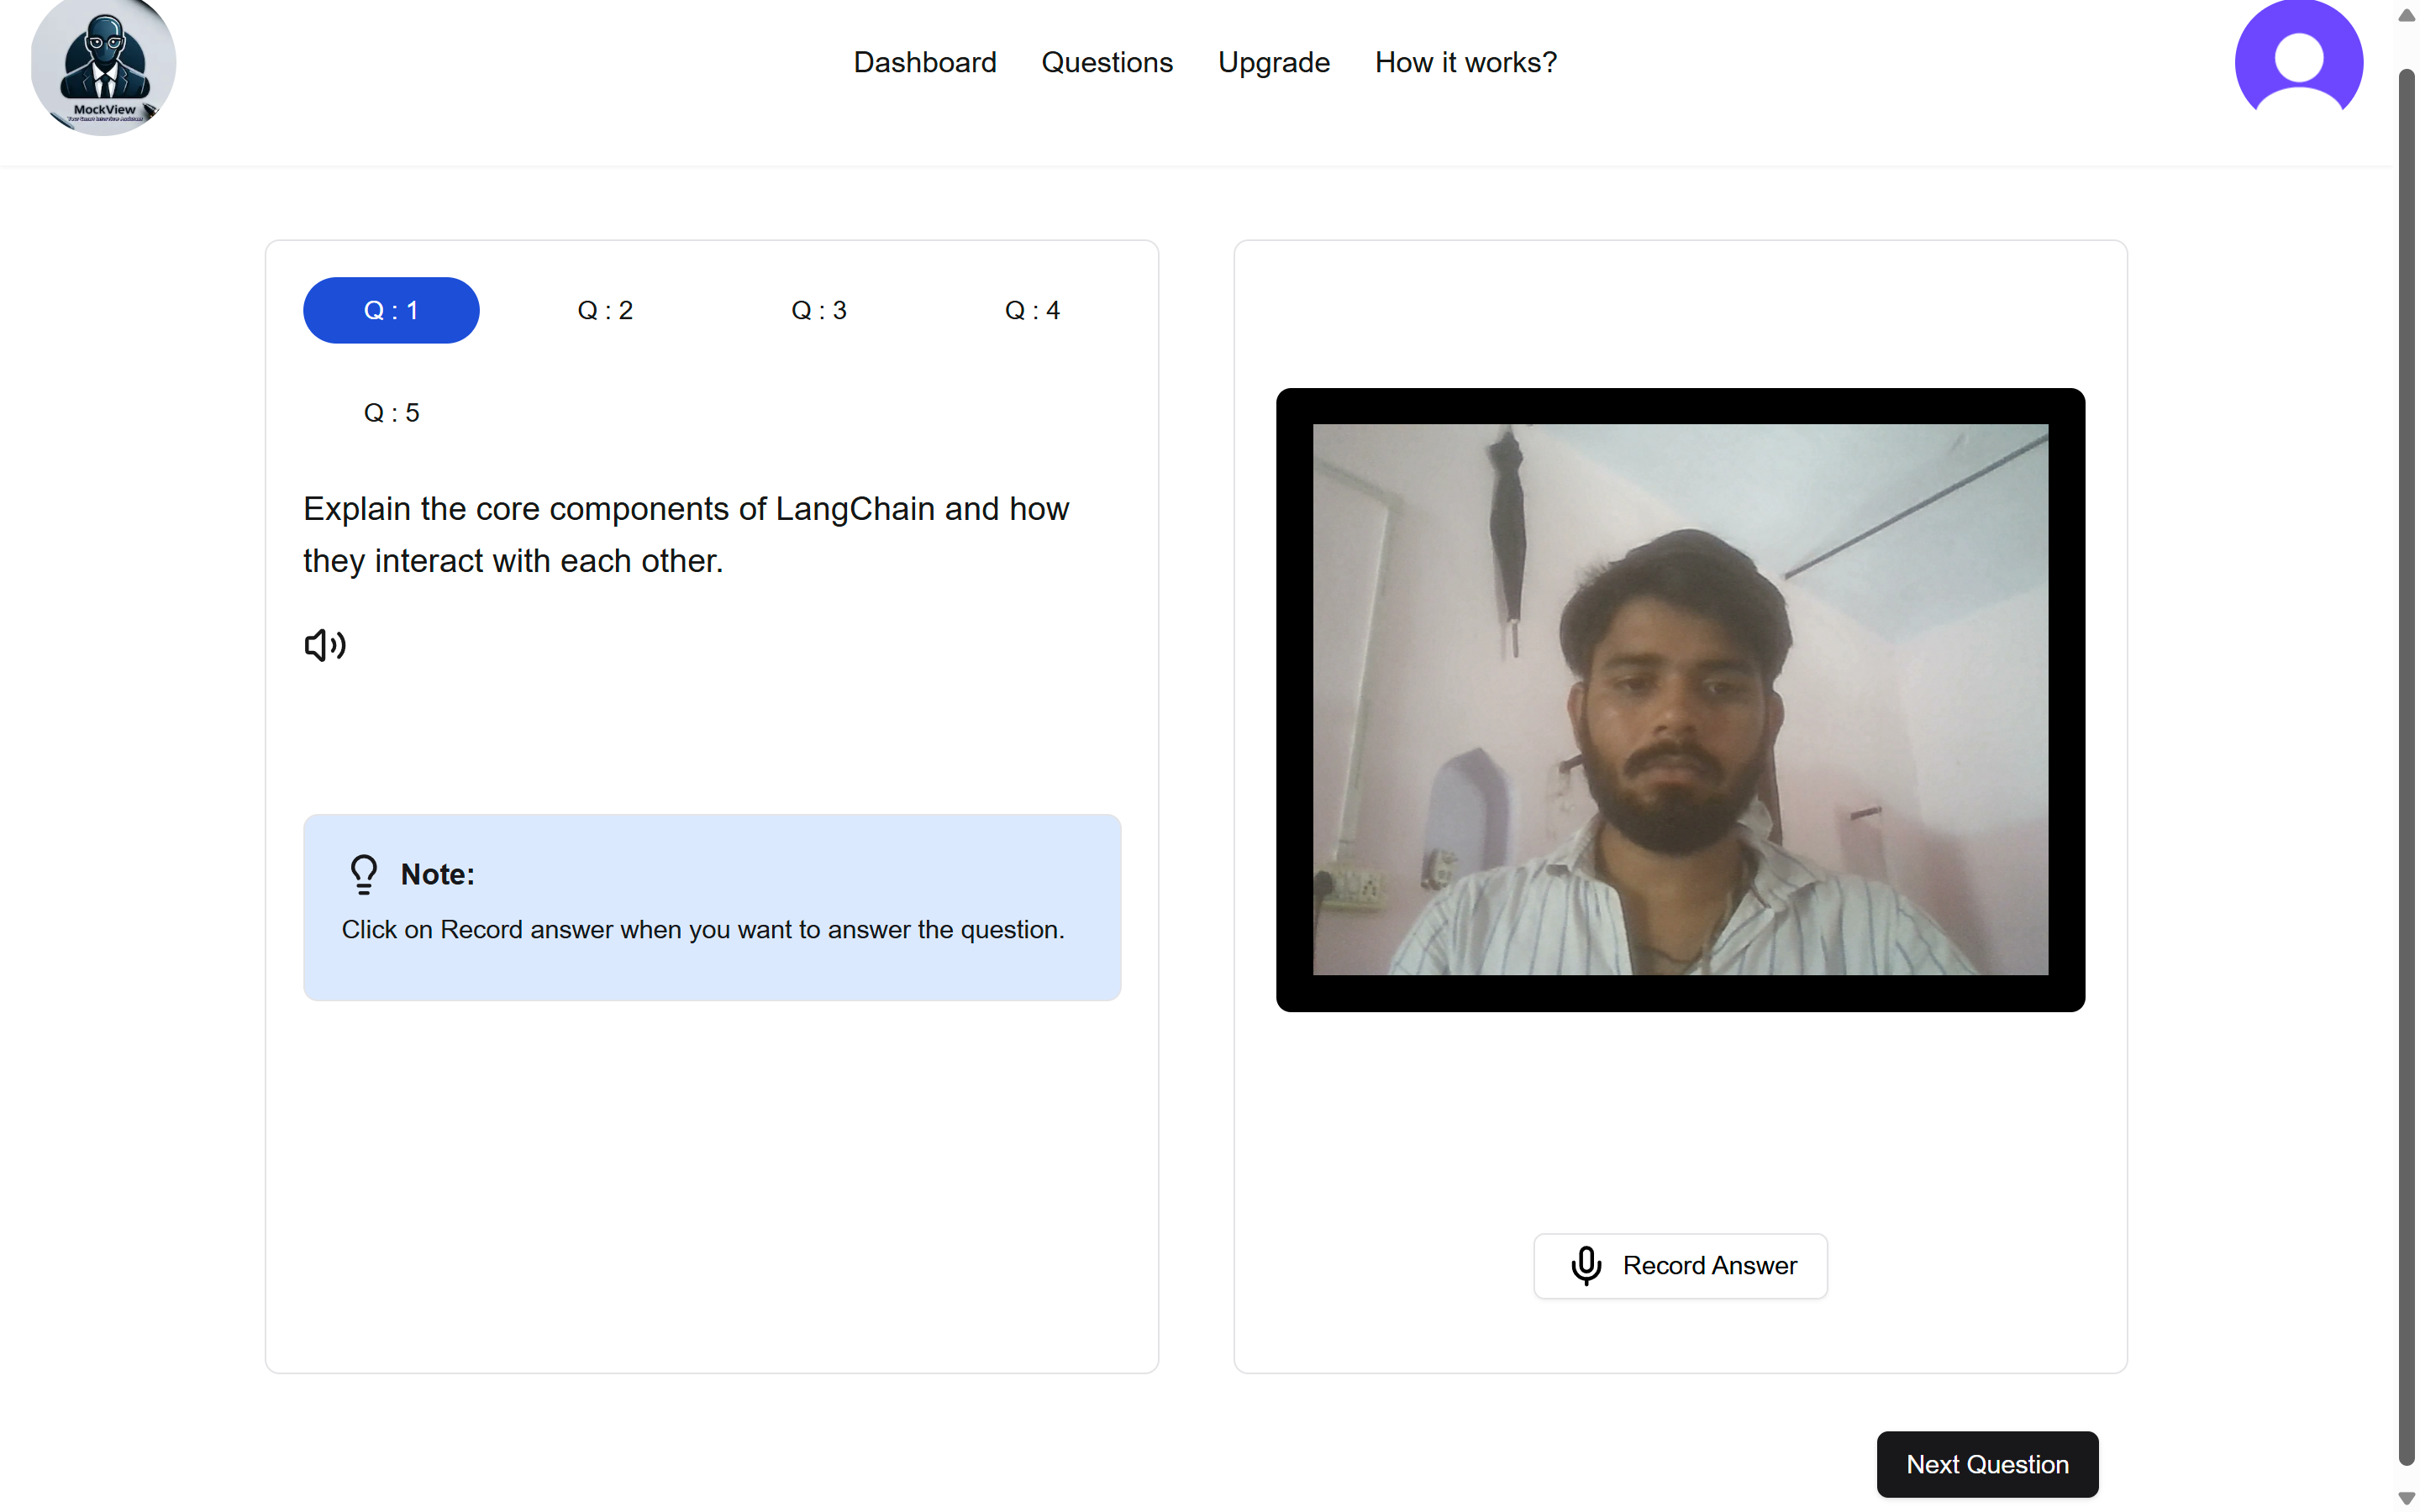 MockView
Dashboard Questions Upgrade How it works?
Q : 1 Q : 2 Q : 3 Q : 4
Q : 5
Explain the core components of LangChain and how
they interact with each other.
Note:
Click on Record answer when you want to answer the question.
Record Answer
Next Question